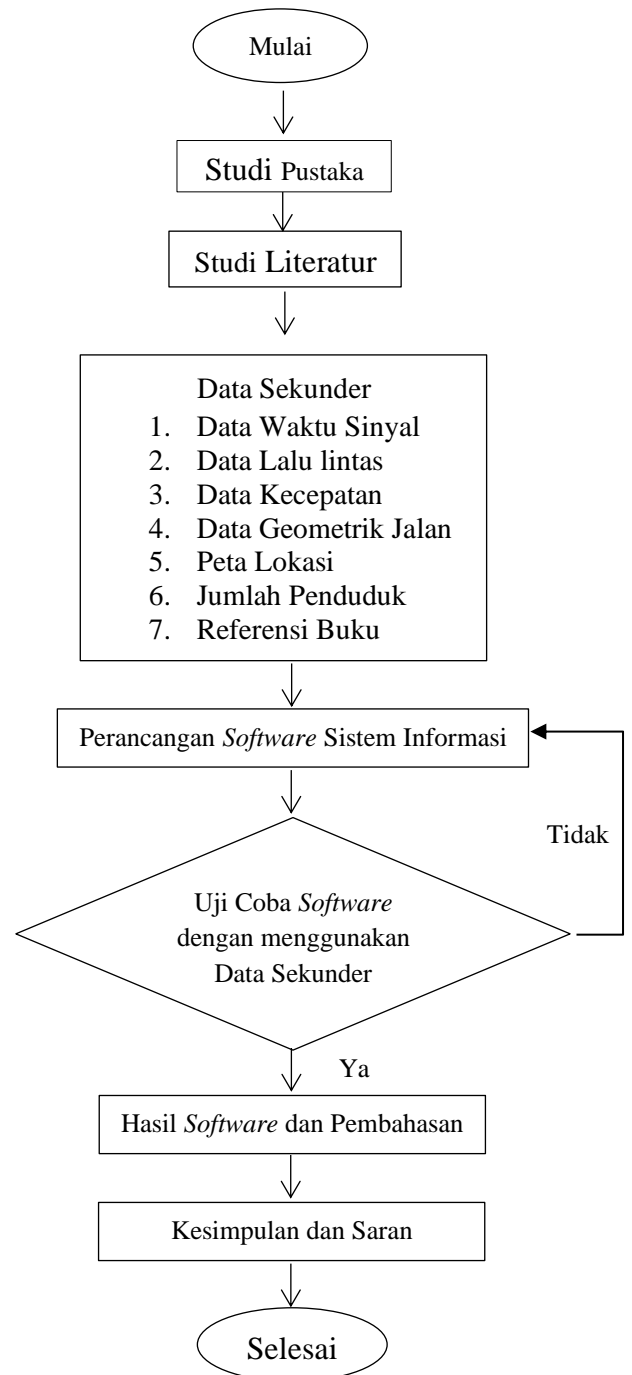 Mulai
Studi Pustaka
Studi Literatur
Data Sekunder
1. Data Waktu Sinyal
2. Data Lalu lintas
3. Data Kecepatan
4. Data Geometrik Jalan
5. Peta Lokasi
6. Jumlah Penduduk
7. Referensi Buku
Perancangan Software Sistem Informasi
Tidak
Uji Coba Software
dengan menggunakan
Data Sekunder
Ya
Hasil Software dan Pembahasan
Kesimpulan dan Saran
Selesai